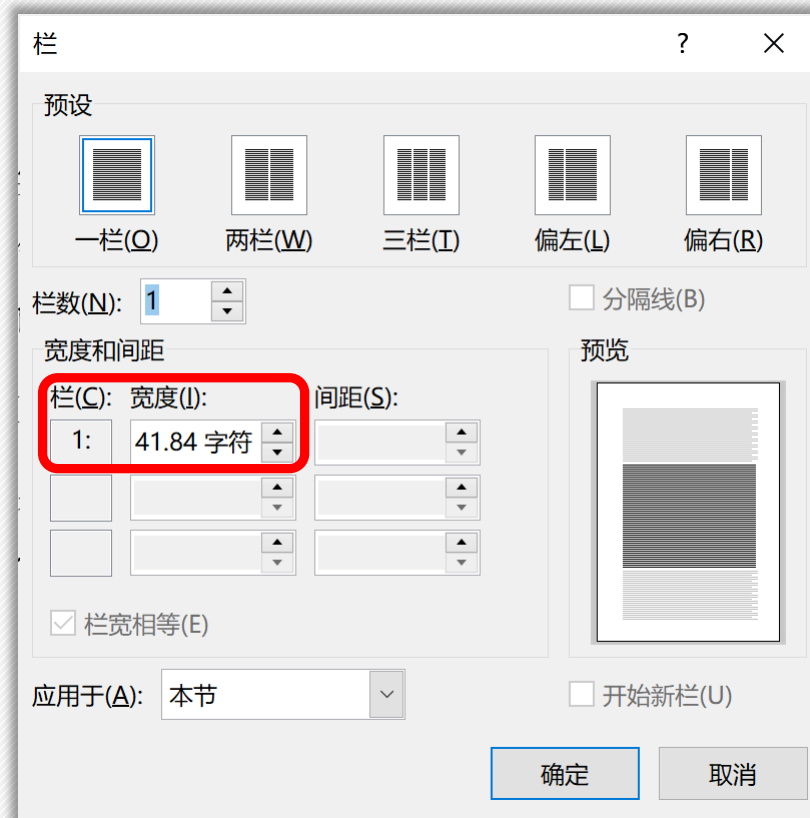 栏 ?
预设
一栏(O) 两栏(W) 三栏(T) 偏左(L) 偏右(R)
栏数(N): 1 分隔线(B)
宽度和间距 预览
栏(C): 宽度(I): 间距(S):
1: 41.84 字符
栏宽相等(E)
应用于(A): 本节 开始新栏(U)
确定 取消